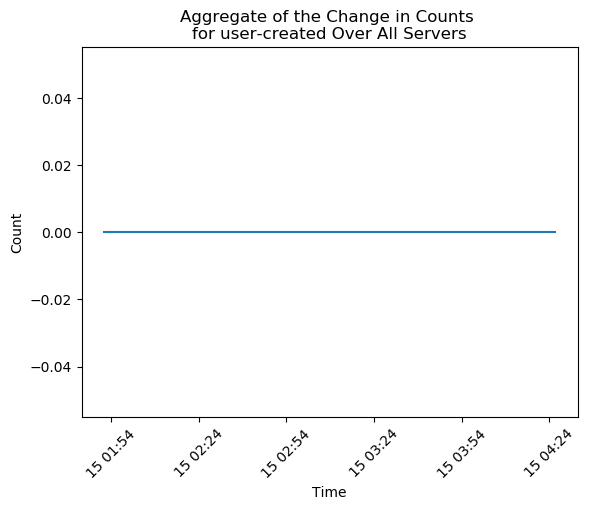 Aggregate of the Change in Counts
for user-created Over All Servers
Count
0.04
0.02
0.00
−0.02
−0.04
15 01:54
15 02:24
15 02:54
15 03:24
15 03:54
15 04:24
Time